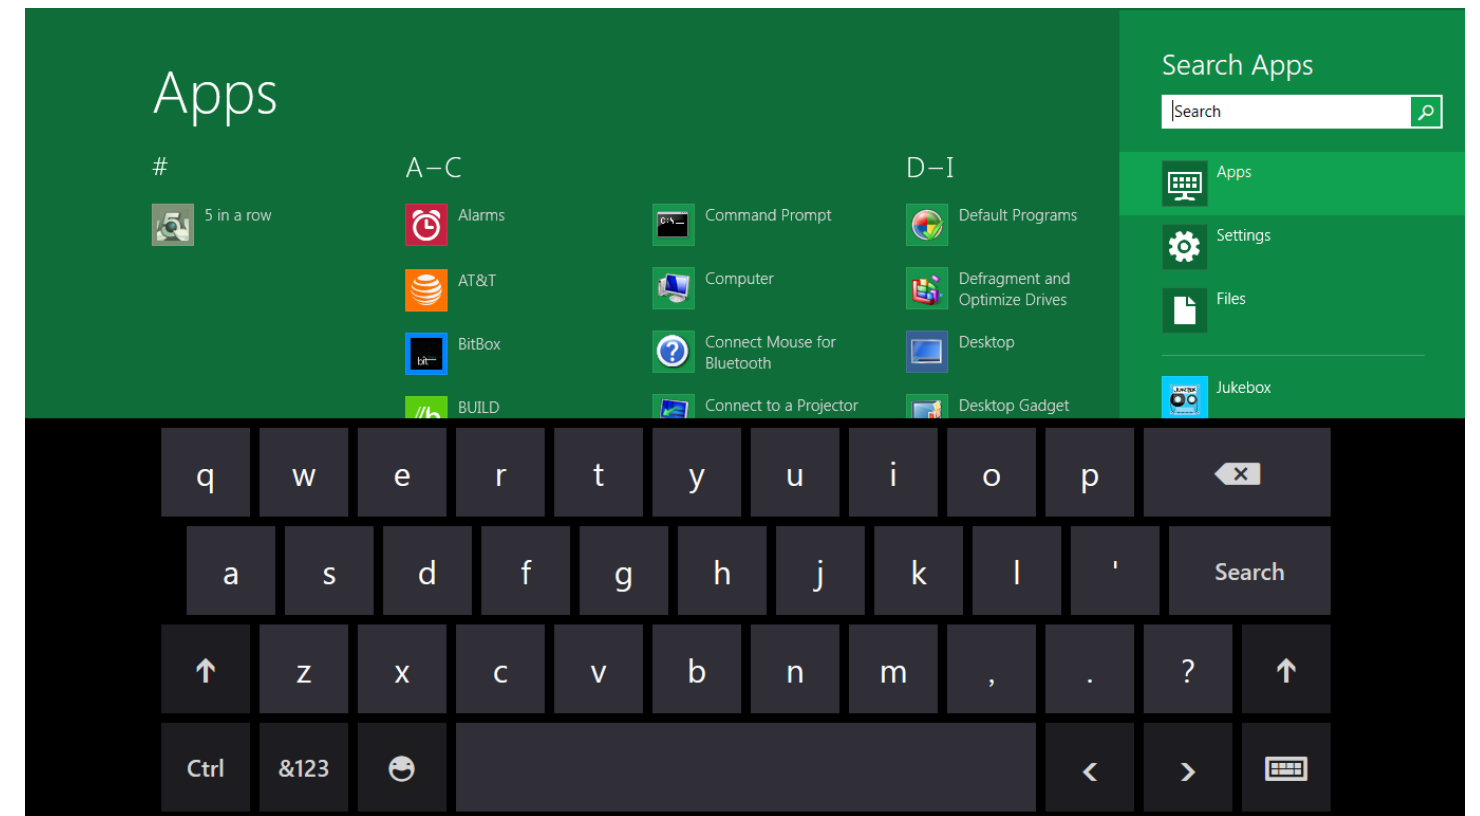 Apps
#
5 in a row
A–C
Alarms
AT&T
BitBox
BUILD
Command Prompt
Computer
Connect Mouse for
Bluetooth
Connect to a Projector
D–I
Default Programs
Defragment and
Optimize Drives
Desktop
Desktop Gadget
Search Apps
Search
Apps
Settings
Files
Jukebox
q w e r t y u i o p
a s d f g h j k l ' Search
z x c v b n m , . ?
Ctrl &123 < >